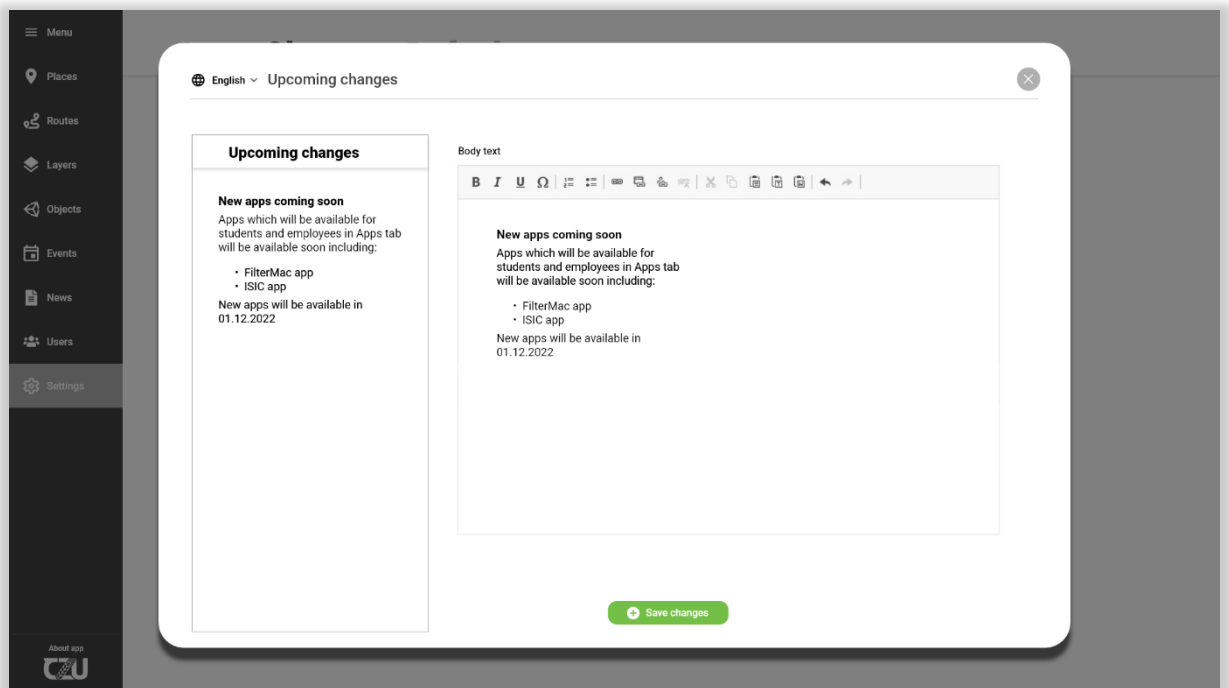 Menu
Places
Routes
Layers
Objects
Events
News
Users
Settings
About app
CZU
English Upcoming changes
Upcoming changes
New apps coming soon
Apps which will be available for
students and employees in Apps tab
will be available soon including:
• FilterMac app
• ISIC app
New apps will be available in
01.12.2022
Body text
B I U Ω
New apps coming soon
Apps which will be available for
students and employees in Apps tab
will be available soon including:
• FilterMac app
• ISIC app
New apps will be available in
01.12.2022
Save changes